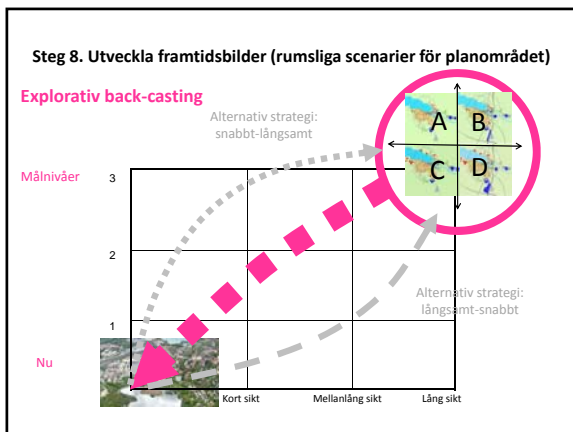 Steg 8. Utveckla framtidsbilder (rumsliga scenarier för planområdet)
Explorativ back-casting
Alternativ strategi:
snabbt-långsamt
A B
C D
Målnivåer
3
2
Alternativ strategi:
långsamt-snabbt
1
Nu
Kort sikt
Mellanlång sikt
Lång sikt